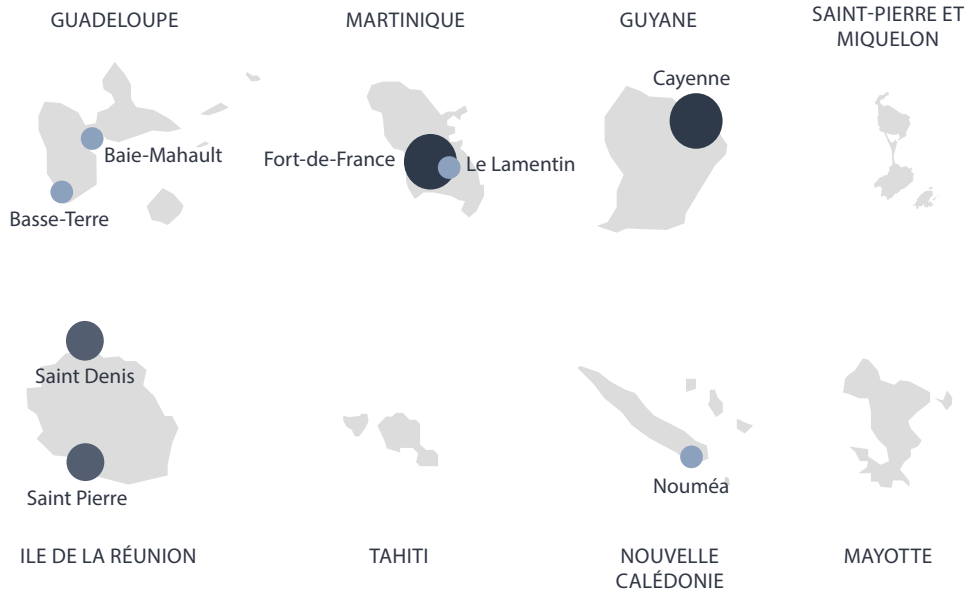 GUADELOUPE
MARTINIQUE
GUYANE
SAINT-PIERRE ET
MIQUELON
Cayenne
Baie-Mahault
Fort-de-France
Le Lamentin
Basse-Terre
Saint Denis
Saint Pierre
Nouméa
ILE DE LA RÉUNION
TAHITI
NOUVELLE
CALÉDONIE
MAYOTTE